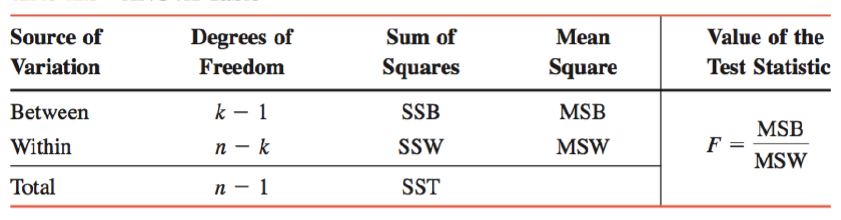 Source of Variation Degrees of Freedom Sum of Squares Mean Square Value of the Test Statistic
Between k − 1 SSB MSB
Within n − k SSW MSW
F = MSB / MSW
Total n − 1 SST